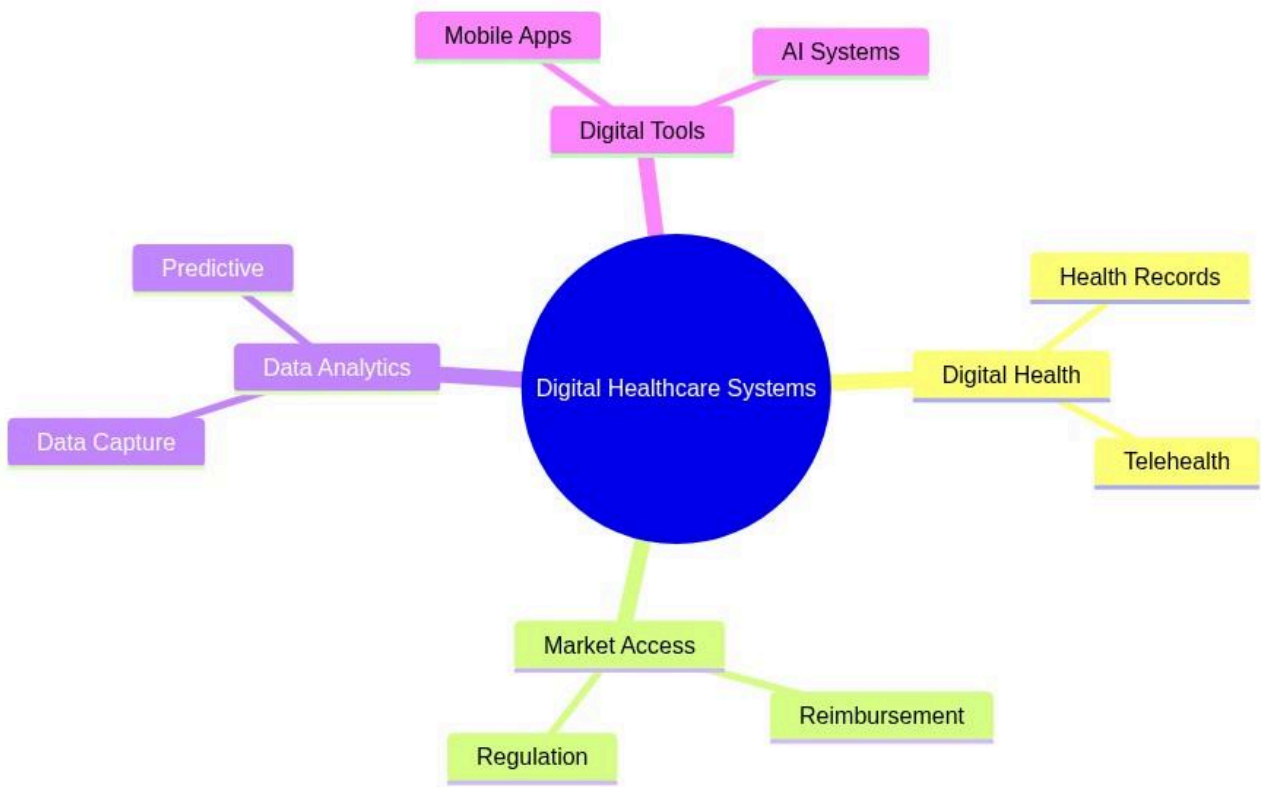 Mobile Apps
AI Systems
Digital Tools
Predictive
Health Records
Data Analytics
Digital Healthcare Systems
Digital Health
Data Capture
Telehealth
Market Access
Reimbursement
Regulation